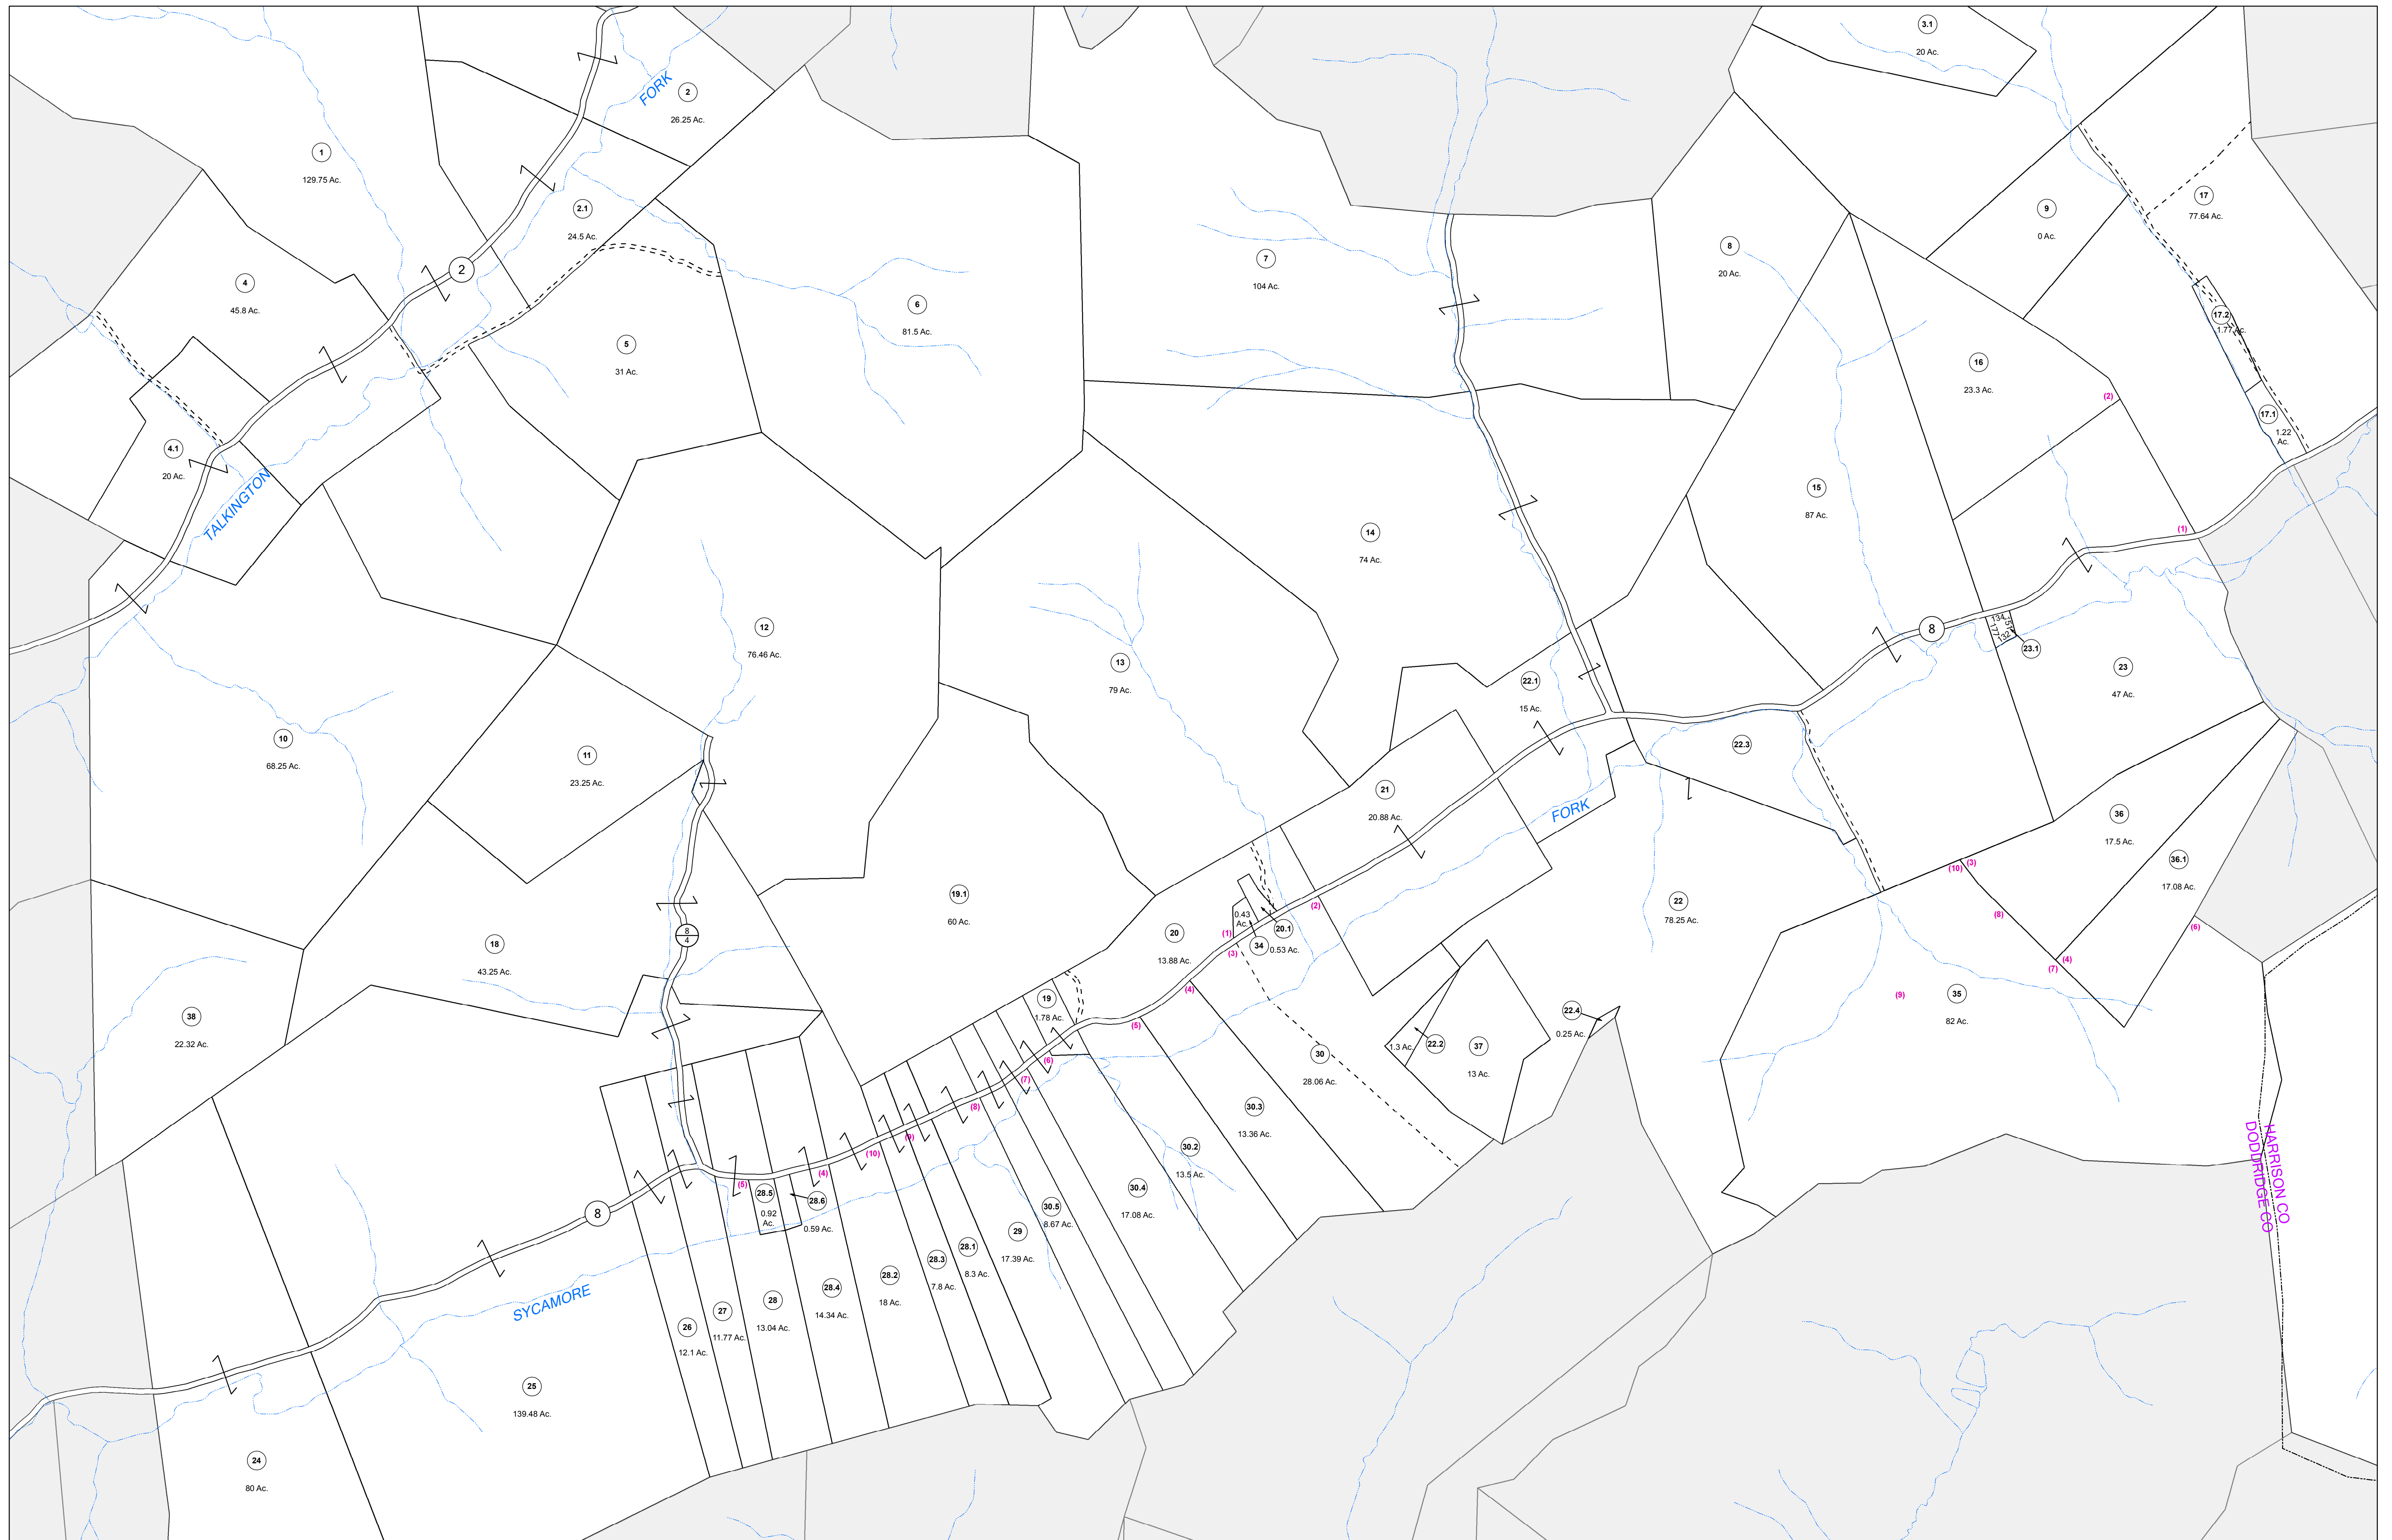 3.1
20 Ac.
FORK
2
26.25 Ac.
1
129.75 Ac.
17
77.64 Ac.
2.1
24.5 Ac.
9
0 Ac.
8
20 Ac.
7
104 Ac.
2
4
45.8 Ac.
6
81.5 Ac.
17.2
1.77 Ac.
5
31 Ac.
16
23.3 Ac.
(2)
17.1
1.22
Ac.
4.1
20 Ac.
TALKINGTON
15
87 Ac.
14
74 Ac.
(1)
12
76.46 Ac.
8
134
151
177
132
23.1
13
79 Ac.
23
47 Ac.
22.1
15 Ac.
10
68.25 Ac.
11
23.25 Ac.
22.3
21
20.88 Ac.
FORK
36
17.5 Ac.
36.1
17.08 Ac.
(3)
(10)
19.1
60 Ac.
22
78.25 Ac.
(2)
(8)
0.43
Ac.
20.1
0.53 Ac.
34
(1)
(3)
20
13.88 Ac.
(6)
8
4
18
43.25 Ac.
(4)
(7)
(4)
35
82 Ac.
(9)
19
1.78 Ac.
22.4
0.25 Ac.
38
22.32 Ac.
(5)
22.2
1.3 Ac.
37
13 Ac.
30
28.06 Ac.
(6)
(7)
(8)
30.3
13.36 Ac.
(9)
30.2
13.5 Ac.
(10)
HARRISON CO
DODDRIDGE CO
(4)
(5)
28.5
0.92
Ac.
28.6
0.59 Ac.
30.4
17.08 Ac.
30.5
8.67 Ac.
8
29
17.39 Ac.
28.1
8.3 Ac.
28.3
7.8 Ac.
28.2
18 Ac.
28.4
14.34 Ac.
SYCAMORE
28
13.04 Ac.
27
11.77 Ac.
26
12.1 Ac.
25
139.48 Ac.
24
80 Ac.